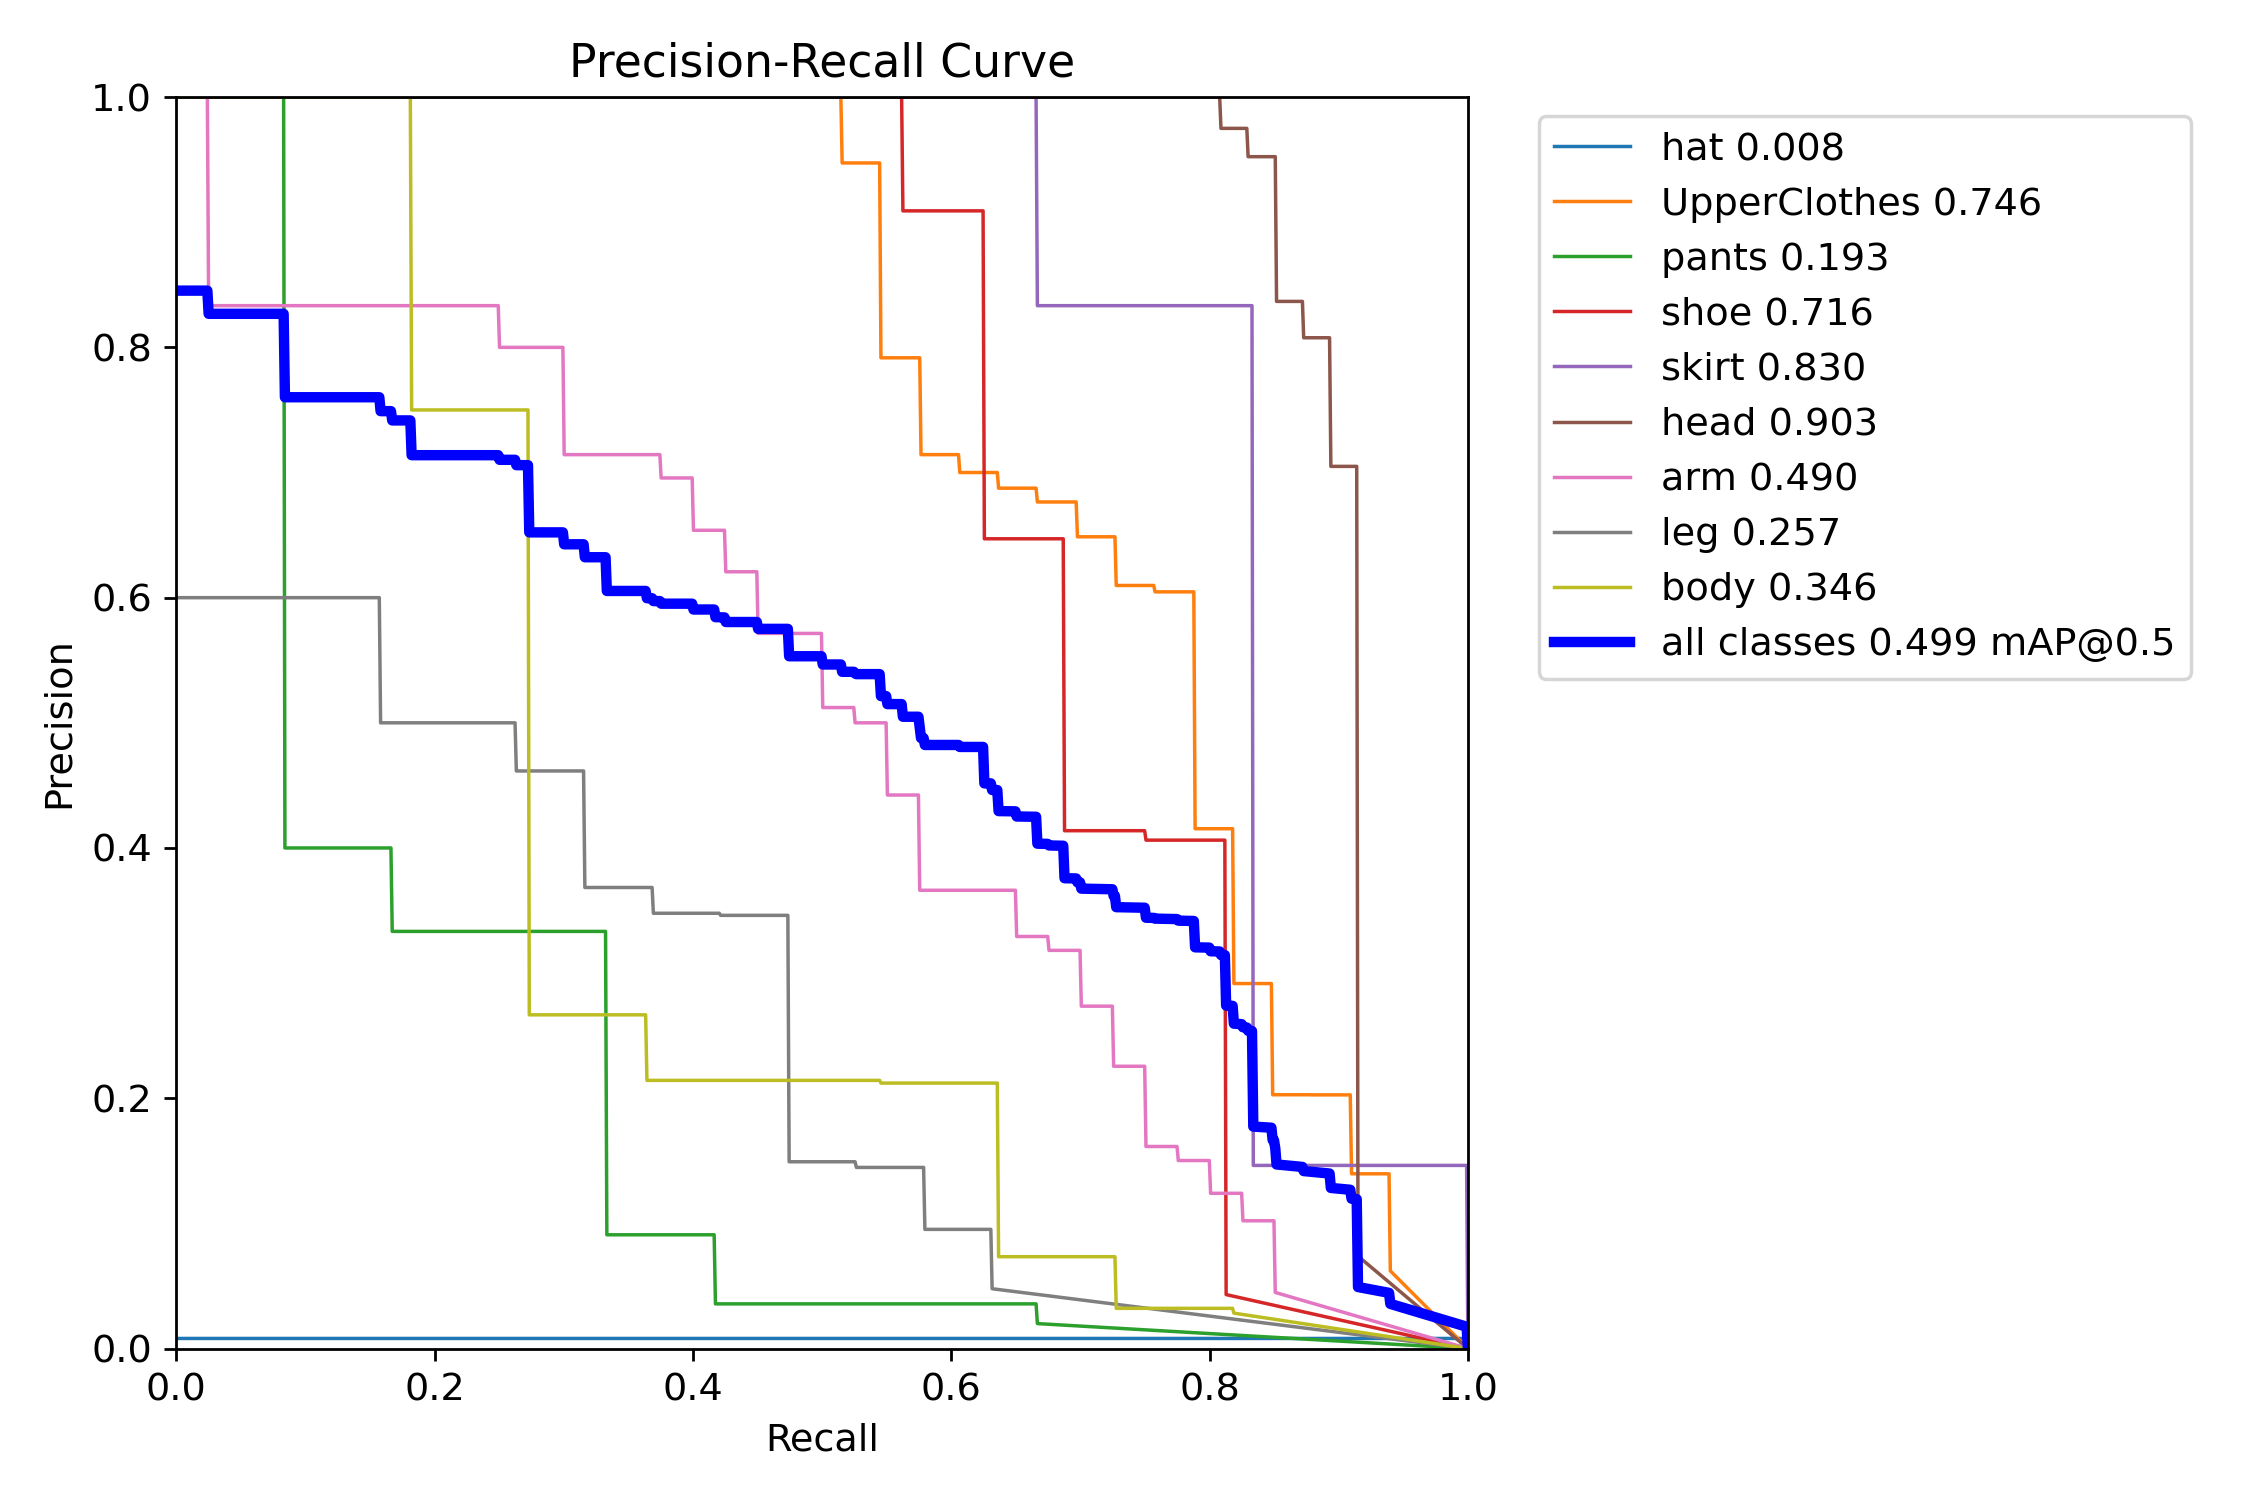 Precision-Recall Curve
1.0
0.8
0.6
0.4
0.2
0.0
Precision
0.0 0.2 0.4 0.6 0.8 1.0
Recall
hat 0.008
UpperClothes 0.746
pants 0.193
shoe 0.716
skirt 0.830
head 0.903
arm 0.490
leg 0.257
body 0.346
all classes 0.499 mAP@0.5